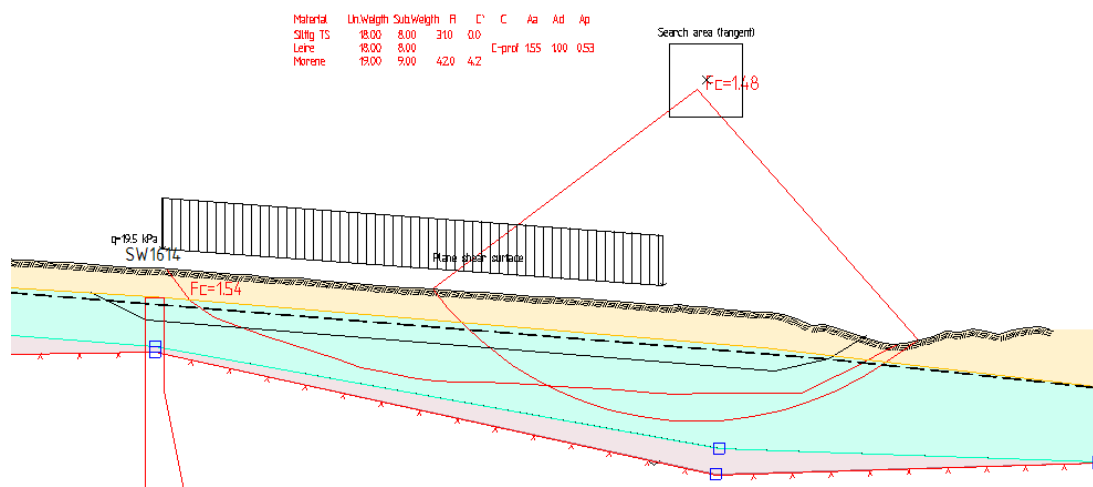 Material Un.Weigth Sub.Weigth Fi C' C Aa Ad Ap
Siltig TS 18.00 8.00 31.0 0.0
Leire 18.00 8.00 C-prof 1.55 1.00 0.53
Morene 19.00 9.00 42.0 4.2
Search area (tangent)
Fc=1.48
q=19.5 kPa
SW1614
Plane shear surface
Fc=1.54